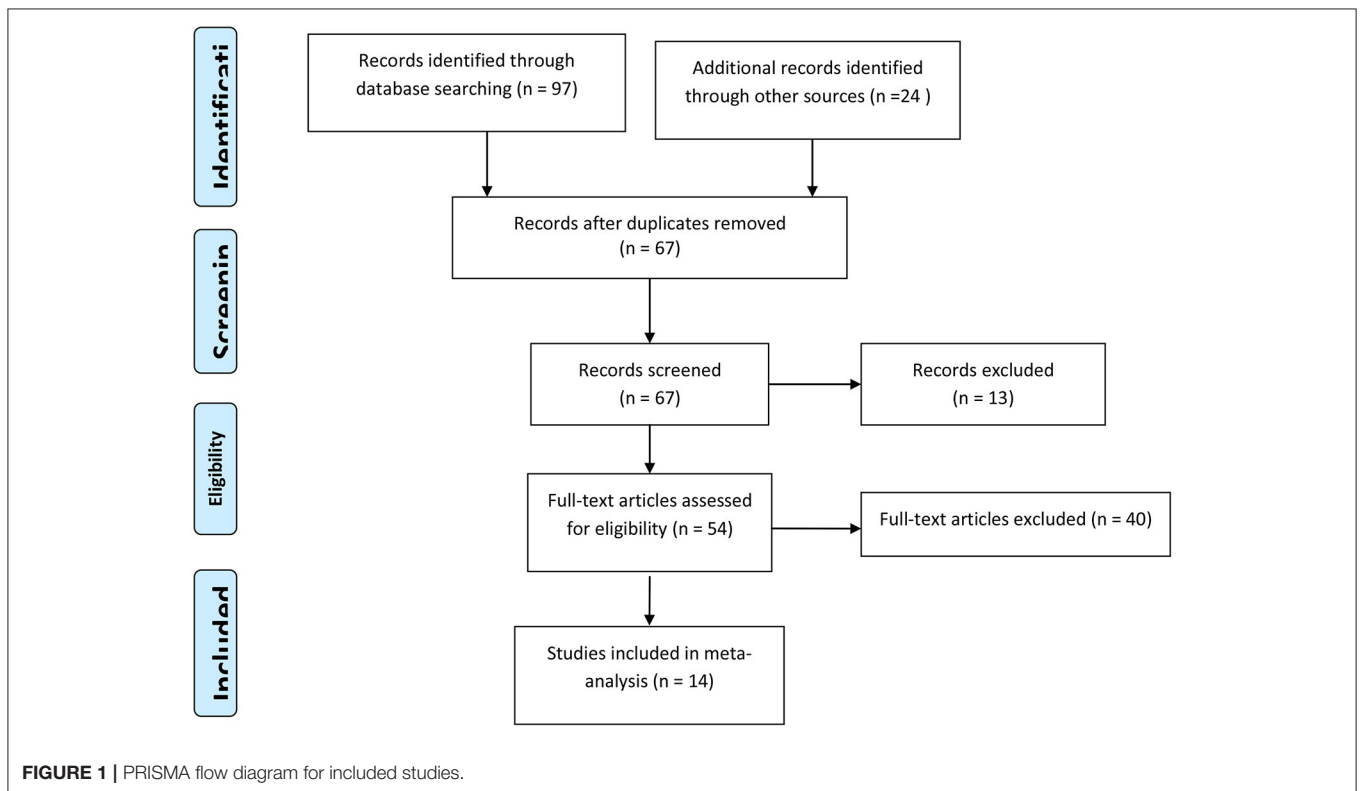 Identificati
Records identified through
database searching (n = 97)
Additional records identified
through other sources (n =24 )
Records after duplicates removed
(n = 67)
Screenin
Records screened
(n = 67)
Records excluded
(n = 13)
Eligibility
Full-text articles assessed
for eligibility (n = 54)
Full-text articles excluded (n = 40)
Included
Studies included in meta-
analysis (n = 14)
FIGURE 1 | PRISMA flow diagram for included studies.